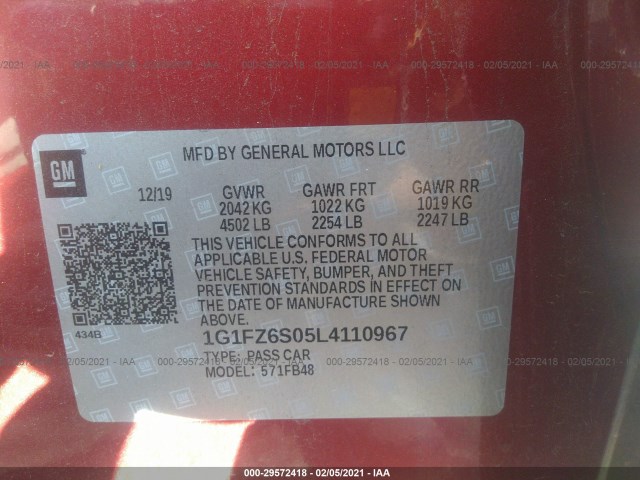 000-29572418 - 02/05/2021 - IAA
GM
MFD BY GENERAL MOTORS LLC
12/19 GVWR GAWR FRT GAWR RR
2042 KG 1022 KG 1019 KG
4502 LB 2254 LB 2247 LB
THIS VEHICLE CONFORMS TO ALL
APPLICABLE U.S. FEDERAL MOTOR
VEHICLE SAFETY, BUMPER, AND THEFT
PREVENTION STANDARDS IN EFFECT ON
THE DATE OF MANUFACTURE SHOWN
ABOVE.
434B
1G1FZ6S05L4110967
TYPE: PASS CAR
MODEL: 571FB48
000-29572418 - 02/05/2021 - IAA